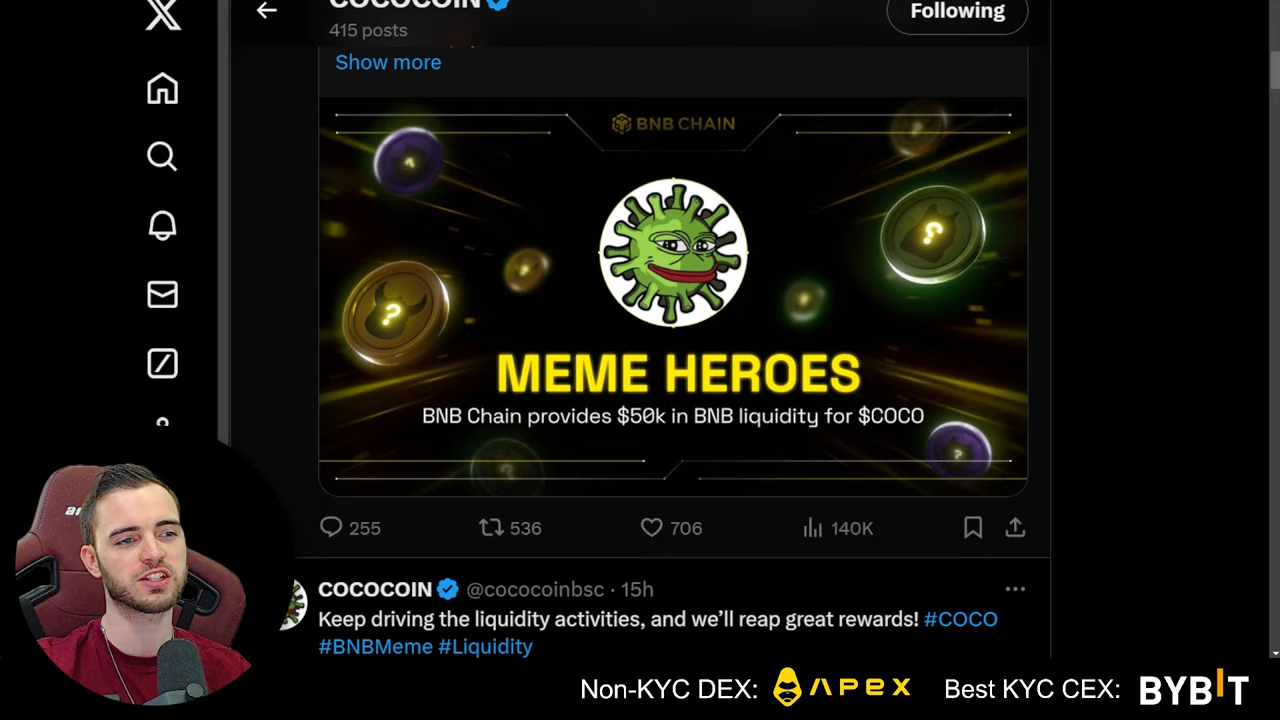 COCOCOIN
415 posts
Following
Show more
BNB CHAIN
?
?
MEME HEROES
BNB Chain provides $50k in BNB liquidity for $COCO
?
?
255
536
706
140K
COCOCOIN @cococoinbsc · 15h
Keep driving the liquidity activities, and we’ll reap great rewards! #COCO
#BNBMeme #Liquidity
Non-KYC DEX: APEX Best KYC CEX: BYBIT